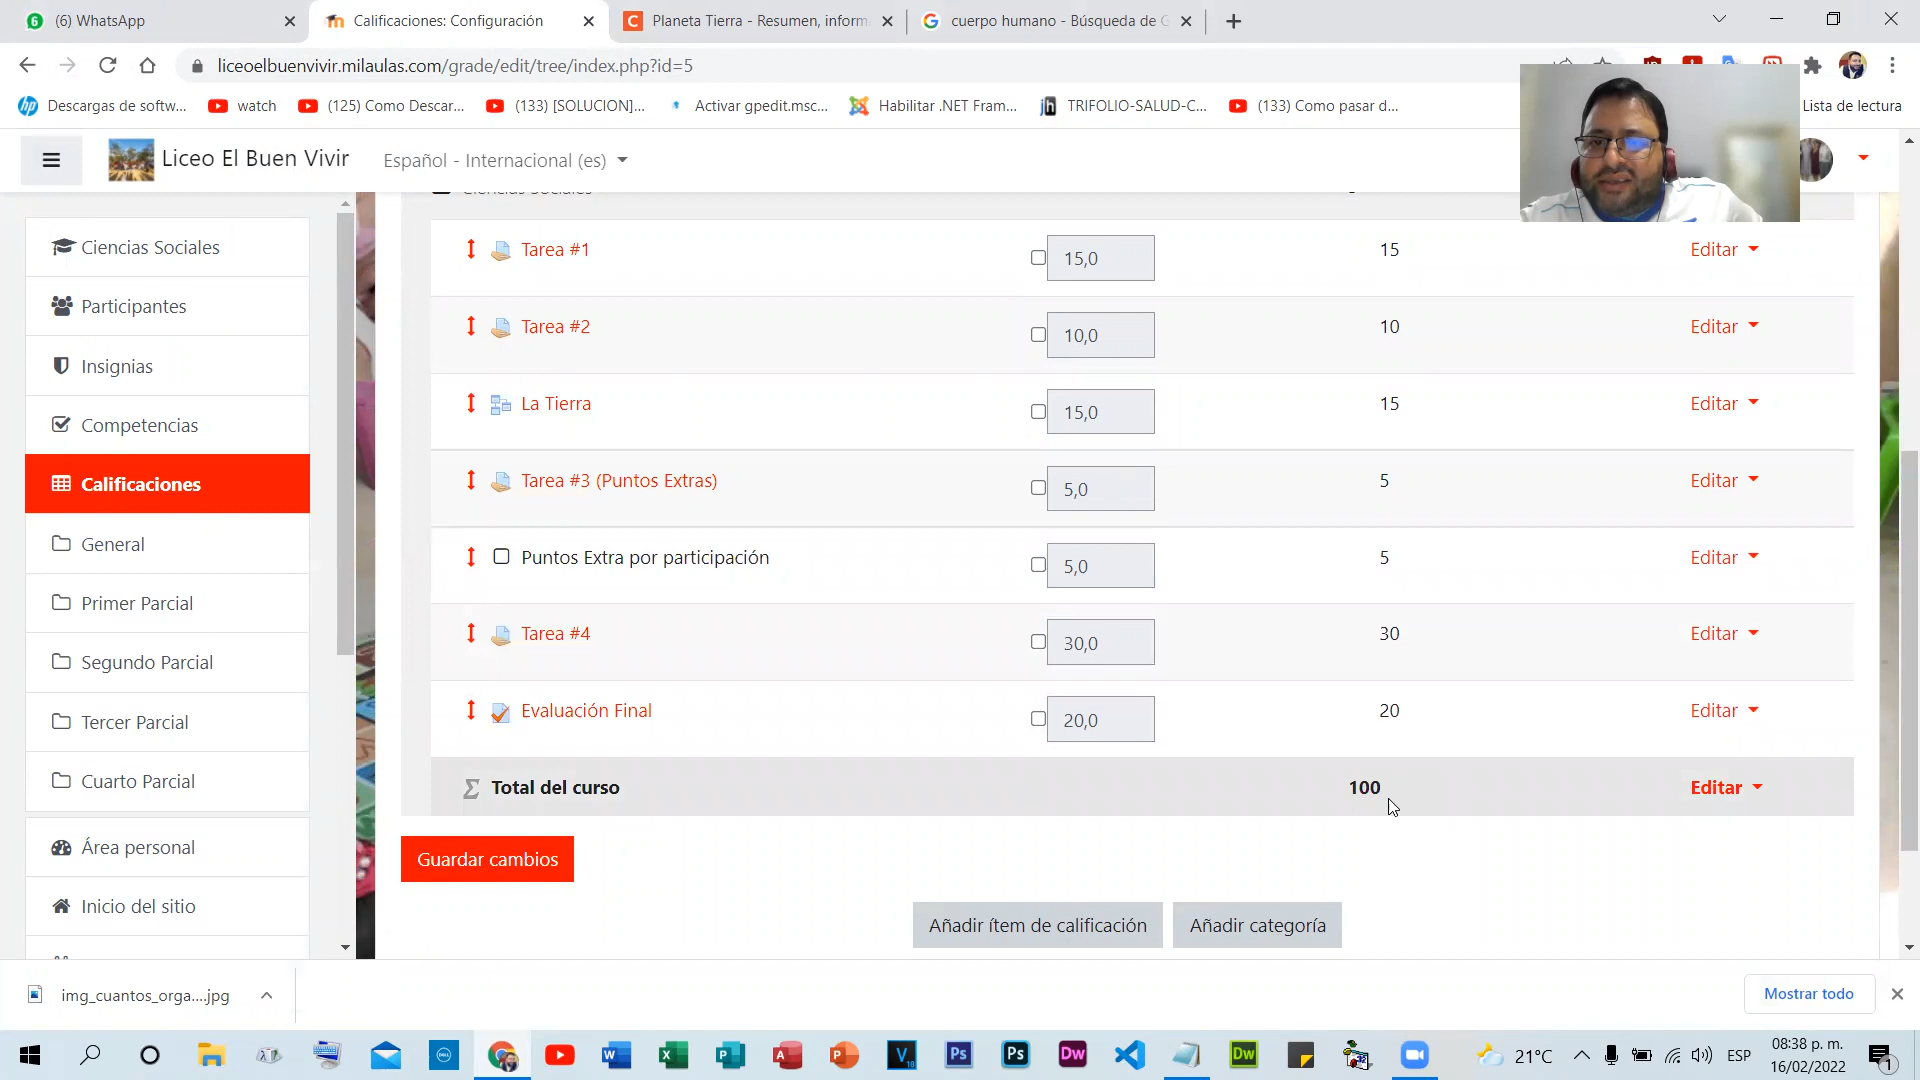 (6) WhatsApp
Calificaciones: Configuración
Planeta Tierra - Resumen, inform
cuerpo humano - Búsqueda de G
liceoelbuenvivir.milaulas.com/grade/edit/tree/index.php?id=5
Descargas de softw...
watch
(125) Como Descar...
(133) [SOLUCION]...
Activar gpedit.msc...
Habilitar .NET Fram...
TRIFOLIO-SALUD-C...
(133) Como pasar d...
Lista de lectura
Liceo El Buen Vivir
Español - Internacional (es)
Ciencias Sociales
Participantes
Insignias
Competencias
Calificaciones
General
Primer Parcial
Segundo Parcial
Tercer Parcial
Cuarto Parcial
Área personal
Inicio del sitio
Ciencias Sociales
Tarea #1 15,0 15 Editar
Tarea #2 10,0 10 Editar
La Tierra 15,0 15 Editar
Tarea #3 (Puntos Extras) 5,0 5 Editar
Puntos Extra por participación 5,0 5 Editar
Tarea #4 30,0 30 Editar
Evaluación Final 20,0 20 Editar
Total del curso 100 Editar
Guardar cambios
Añadir ítem de calificación
Añadir categoría
img_cuantos_orga....jpg
Mostrar todo
21°C
ESP
08:38 p. m.
16/02/2022